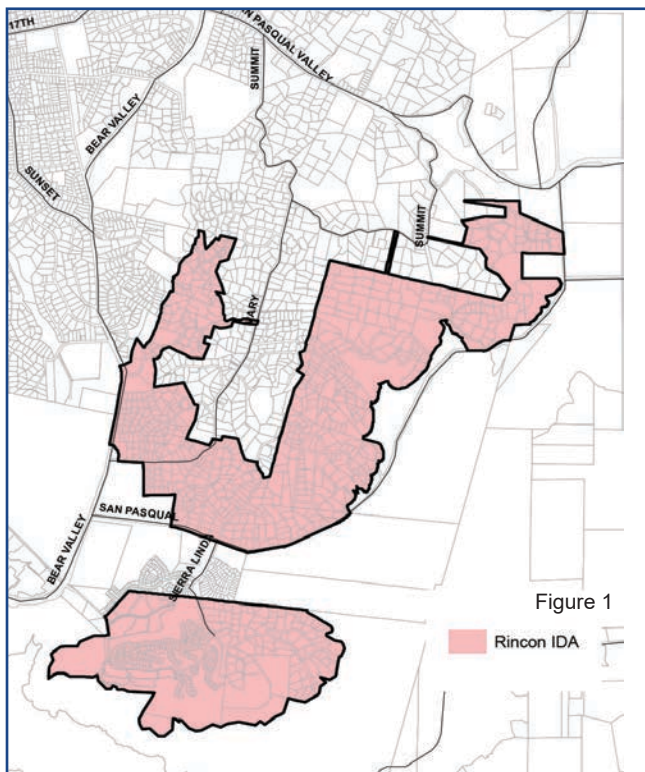 17TH
SAN PASQUAL VALLEY
SUMMIT
BEAR VALLEY
SUNSET
SUMMIT
ARY
SAN PASQUAL
BEAR VALLEY
SIERRA LINDA
Figure 1
Rincon IDA